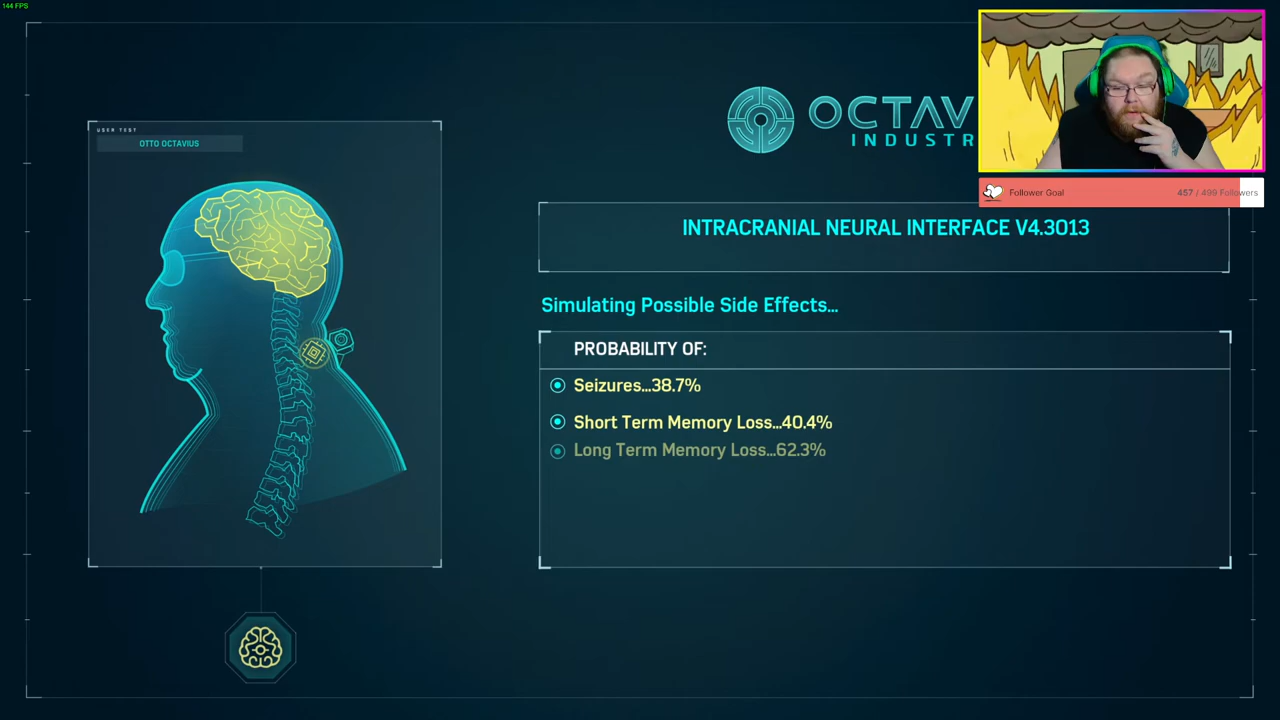 144 FPS
USER TEST
OTTO OCTAVIUS
OCTAV
INDUSTR
Follower Goal
457 / 499 Followers
INTRACRANIAL NEURAL INTERFACE V4.3013
Simulating Possible Side Effects...
PROBABILITY OF:
Seizures...38.7%
Short Term Memory Loss...40.4%
Long Term Memory Loss...62.3%